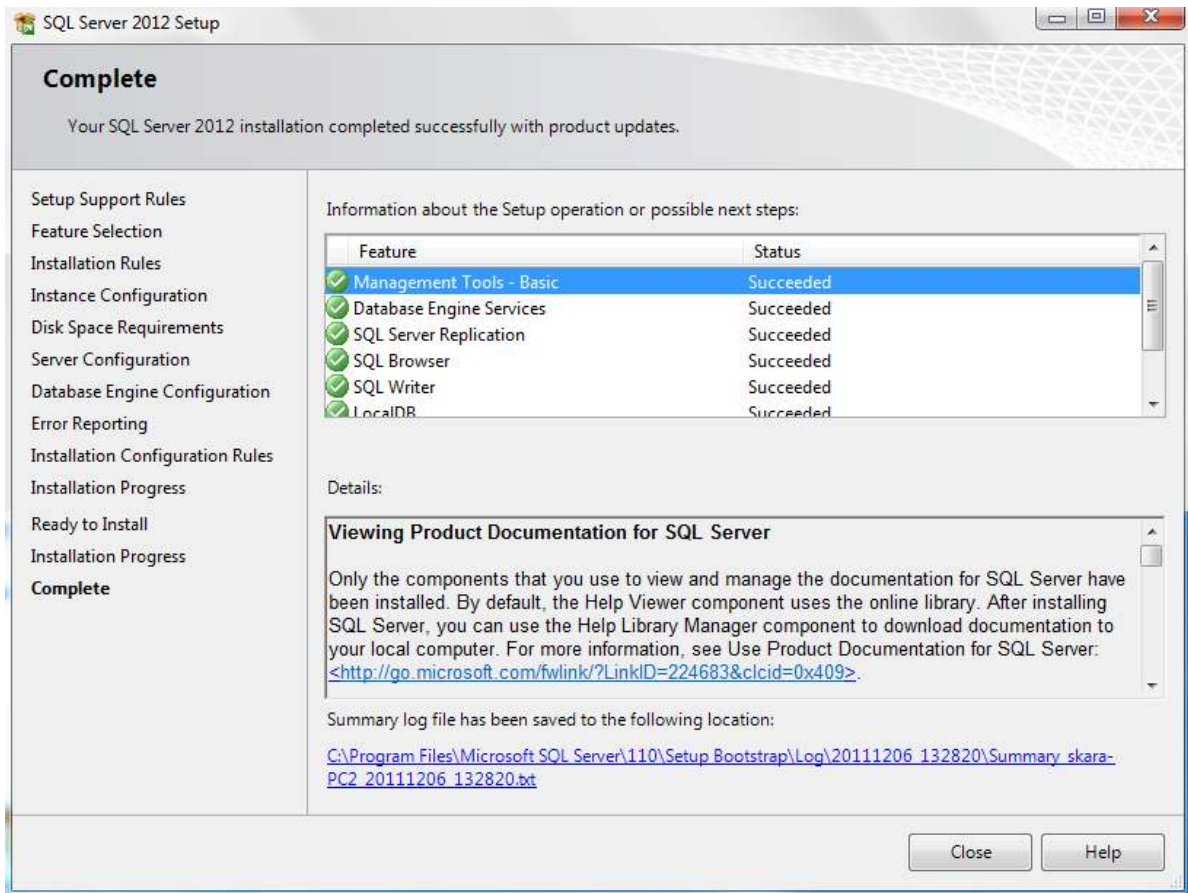 SQL Server 2012 Setup
Complete
Your SQL Server 2012 installation completed successfully with product updates.
Setup Support Rules
Feature Selection
Installation Rules
Instance Configuration
Disk Space Requirements
Server Configuration
Database Engine Configuration
Error Reporting
Installation Configuration Rules
Installation Progress
Ready to Install
Installation Progress
Complete
Information about the Setup operation or possible next steps:
Feature Status
Management Tools - Basic Succeeded
Database Engine Services Succeeded
SQL Server Replication Succeeded
SQL Browser Succeeded
SQL Writer Succeeded
LocalDB Succeeded
Details:
Viewing Product Documentation for SQL Server
Only the components that you use to view and manage the documentation for SQL Server have
been installed. By default, the Help Viewer component uses the online library. After installing
SQL Server, you can use the Help Library Manager component to download documentation to
your local computer. For more information, see Use Product Documentation for SQL Server:
<http://go.microsoft.com/fwlink/?LinkID=224683&clcid=0x409>.
Summary log file has been saved to the following location:
C:\Program Files\Microsoft SQL Server\110\Setup Bootstrap\Log\20111206_132820\Summary_skara-
PC2_20111206_132820.txt
Close Help